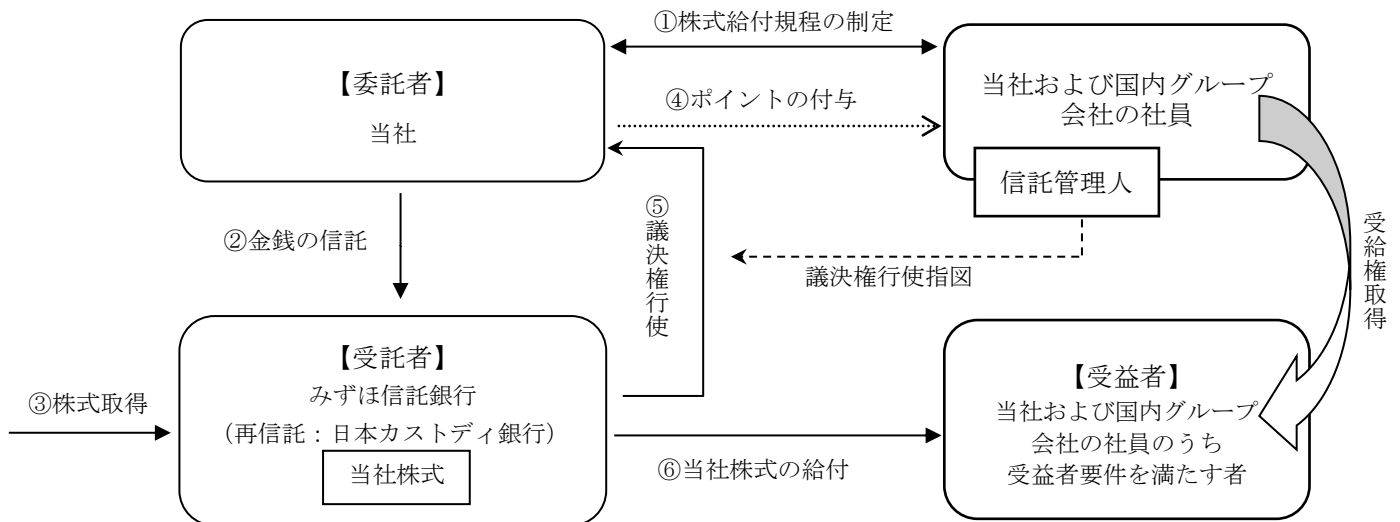 ①株式給付規程の制定
【委託者】
当社
当社および国内グループ
会社の社員
④ポイントの付与
信託管理人
②金銭の信託
⑤議決権行使
議決権行使指図
受給権取得
【受託者】
みずほ信託銀行
(再信託：日本カストディ銀行)
当社株式
③株式取得
⑥当社株式の給付
【受益者】
当社および国内グループ
会社の社員のうち
受益者要件を満たす者